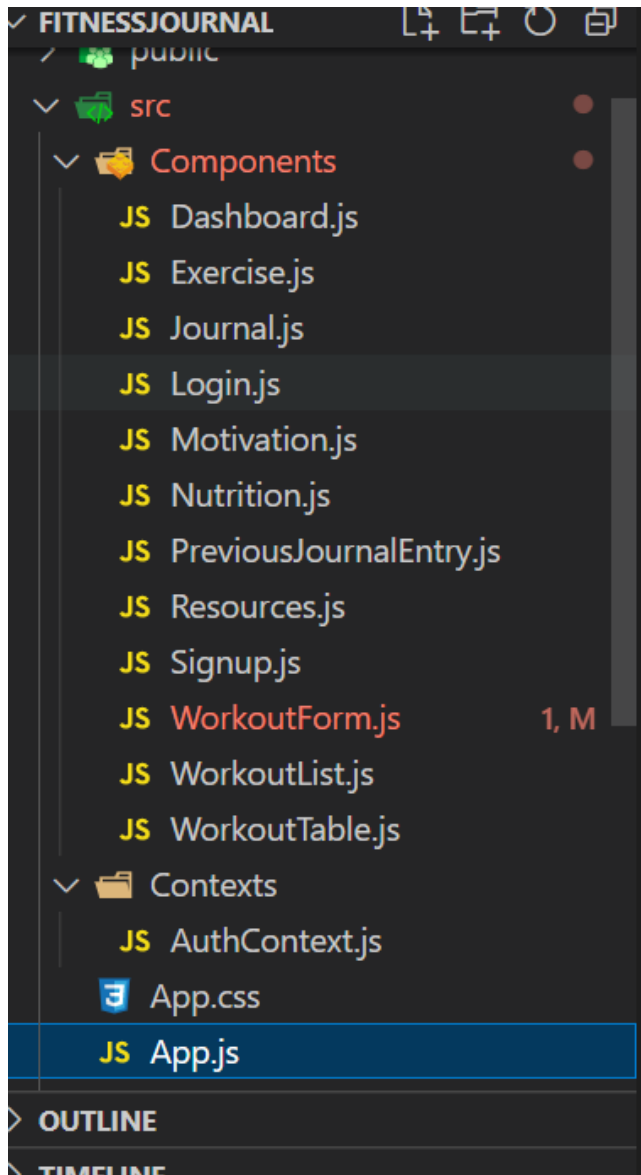 FITNESSJOURNAL
public
src
Components
JS Dashboard.js
JS Exercise.js
JS Journal.js
JS Login.js
JS Motivation.js
JS Nutrition.js
JS PreviousJournalEntry.js
JS Resources.js
JS Signup.js
JS WorkoutForm.js 1, M
JS WorkoutList.js
JS WorkoutTable.js
Contexts
JS AuthContext.js
App.css
JS App.js
OUTLINE
TIMELINE